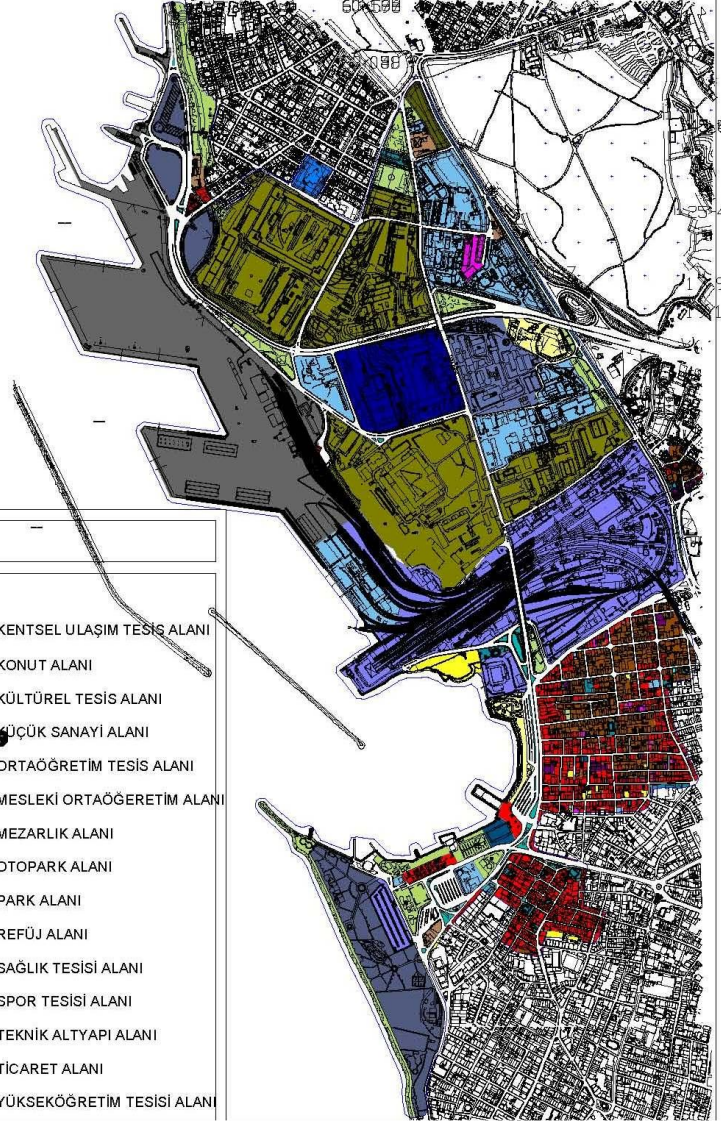 KENTSEL ULAŞIM TESİS ALANI
KONUT ALANI
KÜLTÜREL TESİS ALANI
KÜÇÜK SANAYİ ALANI
ORTAÖĞRETİM TESİS ALANI
MESLEKİ ORTAÖĞERETİM ALANI
MEZARLIK ALANI
OTOPARK ALANI
PARK ALANI
REFÜJ ALANI
SAĞLIK TESİSİ ALANI
SPOR TESİSİ ALANI
TEKNİK ALTYAPI ALANI
TİCARET ALANI
YÜKSEKÖĞRETİM TESİSİ ALANI